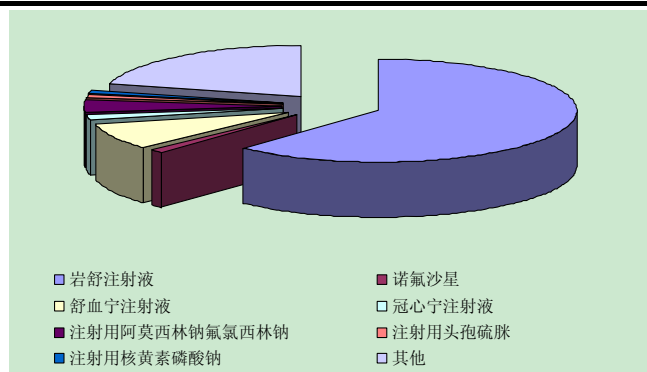 岩舒注射液 诺氟沙星
舒血宁注射液 冠心宁注射液
注射用阿莫西林钠氟氯西林钠 注射用头孢硫脒
注射用核黄素磷酸钠 其他